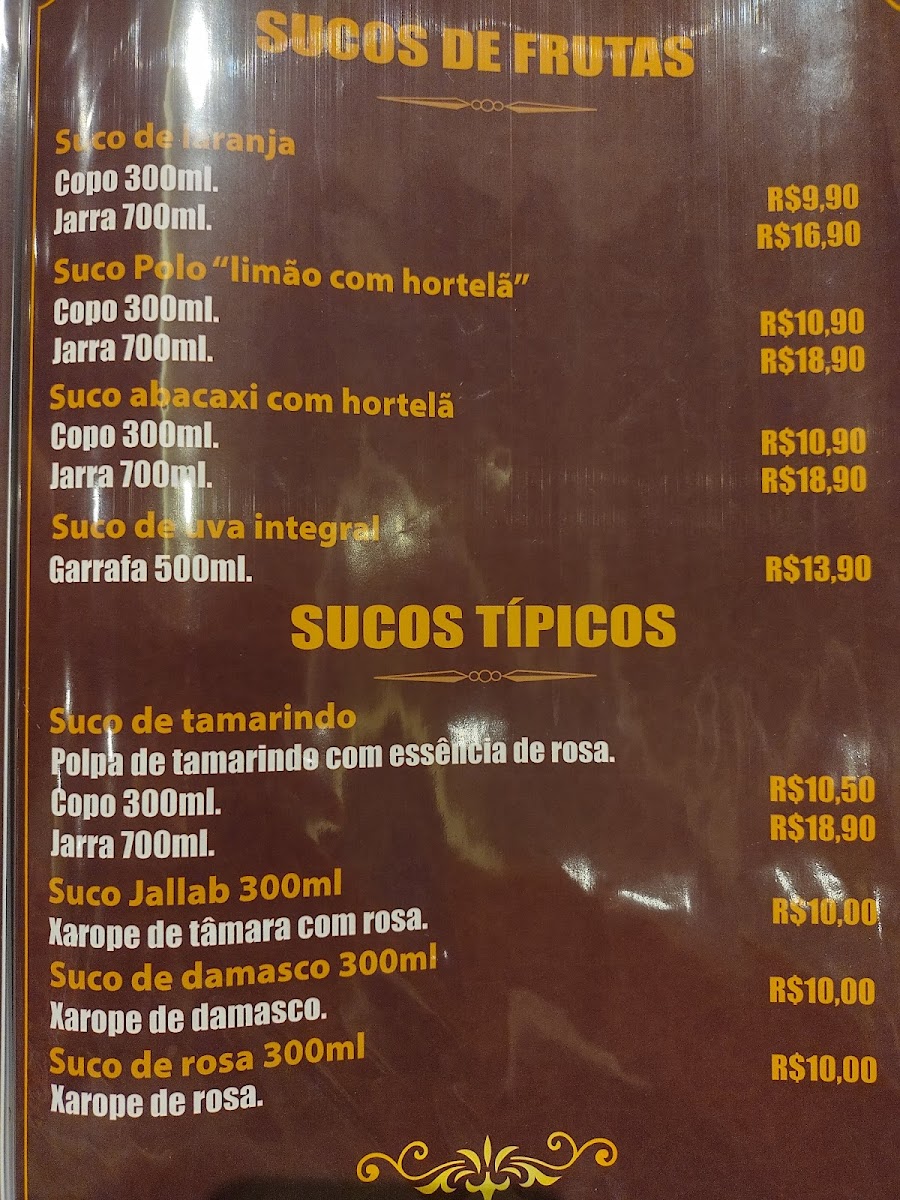 SUCOS DE FRUTAS
Suco de laranja
Copo 300ml.
R$9,90
Jarra 700ml.
R$16,90
Suco Polo “limão com hortelã”
Copo 300ml.
R$10,90
Jarra 700ml.
R$18,90
Suco abacaxi com hortelã
Copo 300ml.
R$10,90
Jarra 700ml.
R$18,90
Suco de uva integral
Garrafa 500ml.
R$13,90
SUCOS TÍPICOS
Suco de tamarindo
Polpa de tamarindo com essência de rosa.
Copo 300ml.
R$10,50
Jarra 700ml.
R$18,90
Suco Jallab 300ml
R$10,00
Xarope de tâmara com rosa.
Suco de damasco 300ml
R$10,00
Xarope de damasco.
Suco de rosa 300ml
R$10,00
Xarope de rosa.